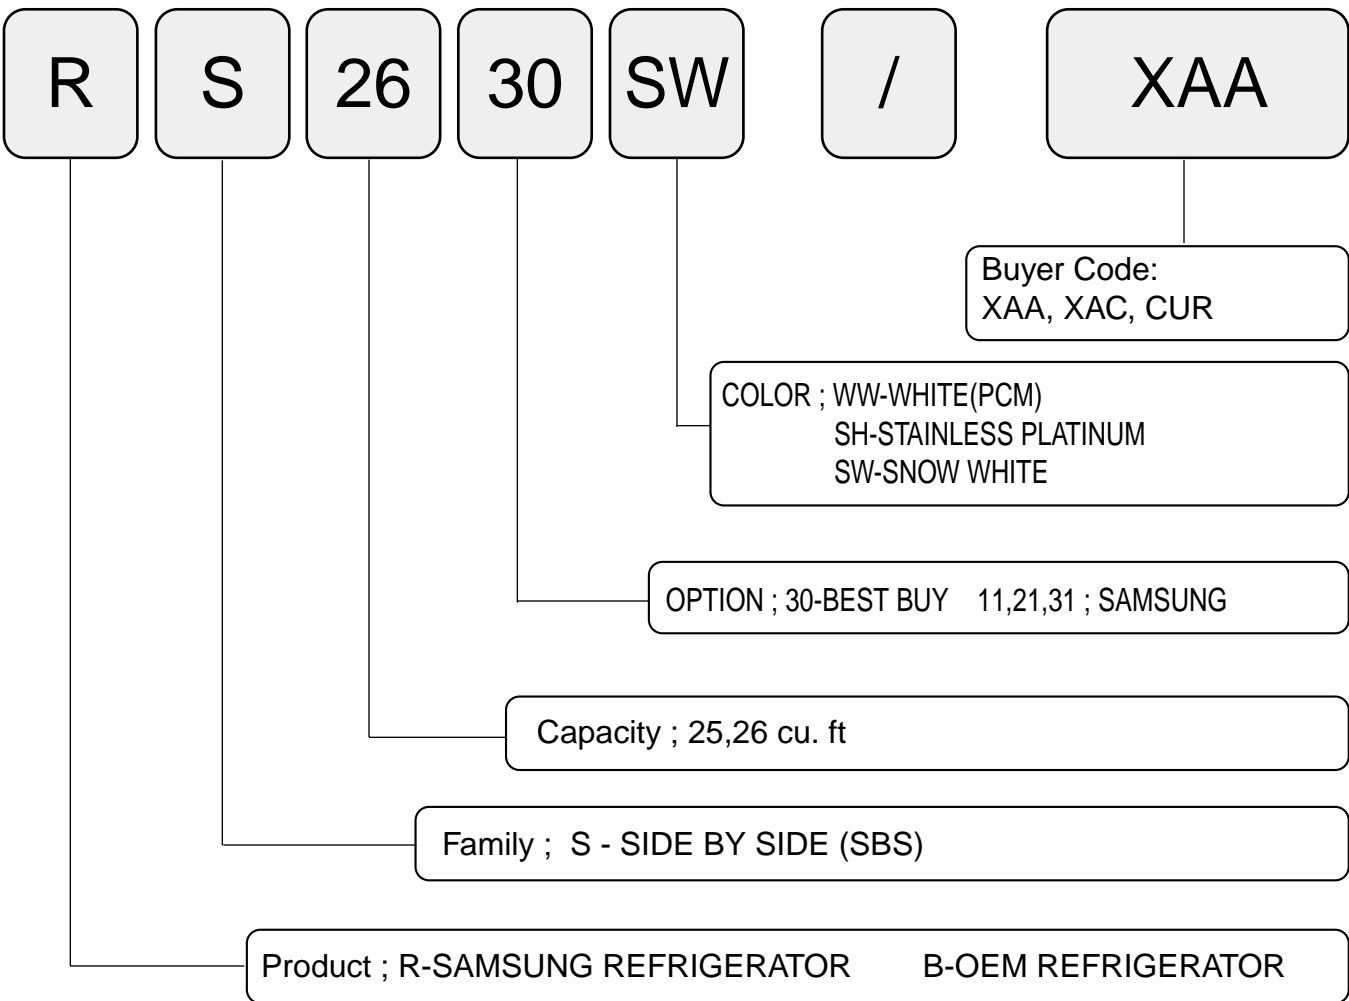 R S 26 30 SW / XAA
Buyer Code:
XAA, XAC, CUR
COLOR ; WW-WHITE(PCM)
SH-STAINLESS PLATINUM
SW-SNOW WHITE
OPTION ; 30-BEST BUY 11,21,31 ; SAMSUNG
Capacity ; 25,26 cu. ft
Family ; S - SIDE BY SIDE (SBS)
Product ; R-SAMSUNG REFRIGERATOR B-OEM REFRIGERATOR